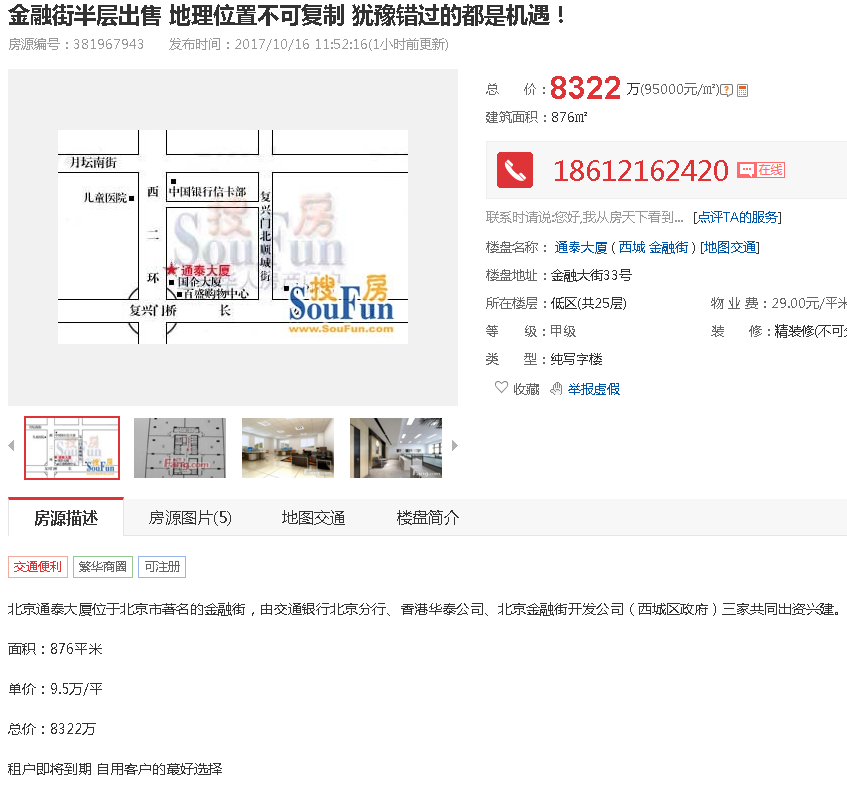 金融街半层出售 地理位置不可复制 犹豫错过的都是机遇！
房源编号：381967943 发布时间：2017/10/16 11:52:16(1小时前更新)
总 价：8322 万(95000元/㎡)
建筑面积：876㎡
18612162420 在线
联系时请说:您好,我从房天下看到... [点评TA的服务]
楼盘名称： 通泰大厦 ( 西城 金融街 ) [地图交通]
楼盘地址：金融大街33号
所在楼层：低区(共25层) 物 业 费：29.00元/平米
等 级：甲级 装 修：精装修(不可分
类 型：纯写字楼
收藏 举报虚假
月坛南街
儿童医院
西二环
中国银行信卡部
复兴门北顺城街
通泰大厦
国企大厦
百盛购物中心
复兴门桥 长
搜房
SouFun
www.SouFun.com
Fang.com
房源描述 房源图片(5) 地图交通 楼盘简介
交通便利 繁华商圈 可注册
北京通泰大厦位于北京市著名的金融街，由交通银行北京分行、香港华泰公司、北京金融街开发公司（西城区政府）三家共同出资兴建。
面积：876平米
单价：9.5万/平
总价：8322万
租户即将到期 自用客户的最好选择